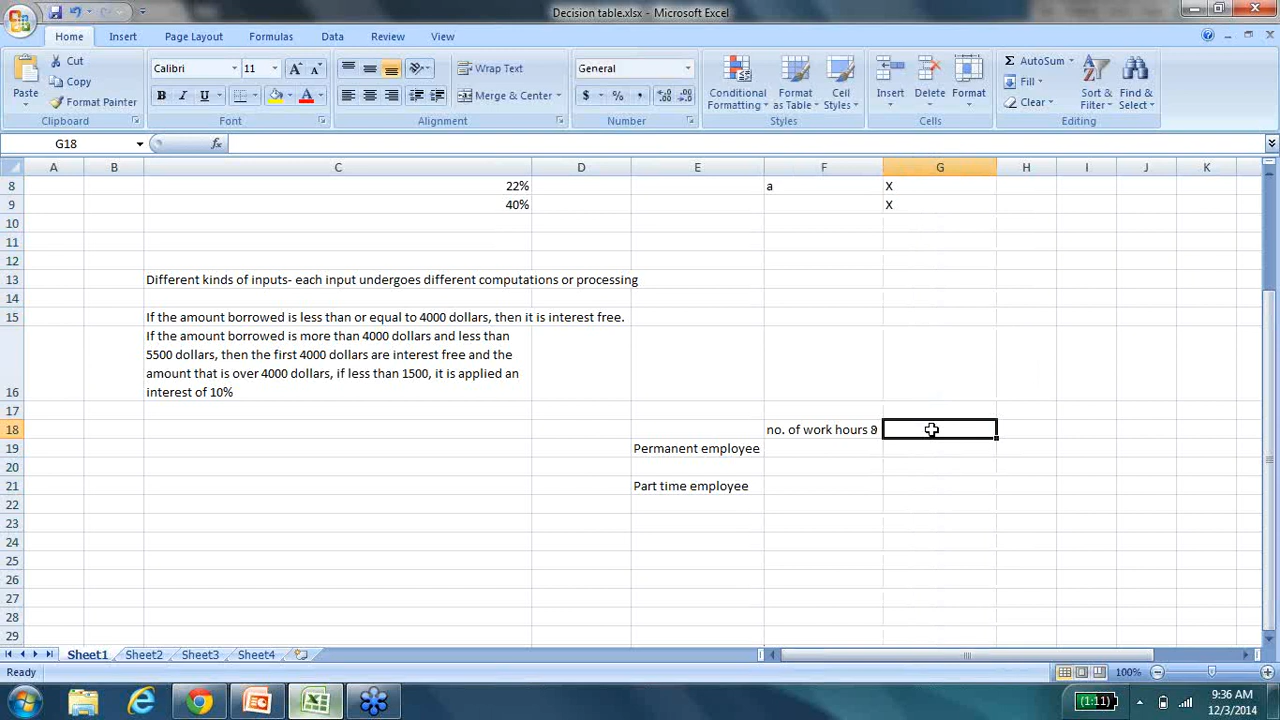 Decision table.xlsx - Microsoft Excel
Home Insert Page Layout Formulas Data Review View
Paste
Cut
Copy
Format Painter
Clipboard
Calibri 11
B I U
Font
Wrap Text
Merge & Center
Alignment
General
$ % ,
Number
Conditional Formatting
Format as Table
Cell Styles
Styles
Insert Delete Format
Cells
AutoSum
Fill
Clear
Sort & Filter
Find & Select
Editing
G18 fx
A B C D E F G H I J K
8 22% a X
9 40% X
10
11
12
13 Different kinds of inputs- each input undergoes different computations or processing
14
15 If the amount borrowed is less than or equal to 4000 dollars, then it is interest free.
If the amount borrowed is more than 4000 dollars and less
5500 dollars, then the first 4000 dollars are interest free and the
amount that is over 4000 dollars, if less than 1500, it is applied an
16 interest of 10%
17
18 no. of work hours
19 Permanent employee
20
21 Part time employee
22
23
24
25
26
27
28
29
Sheet1 Sheet2 Sheet3 Sheet4
Ready 100%
(1:11)
9:36 AM
12/3/2014